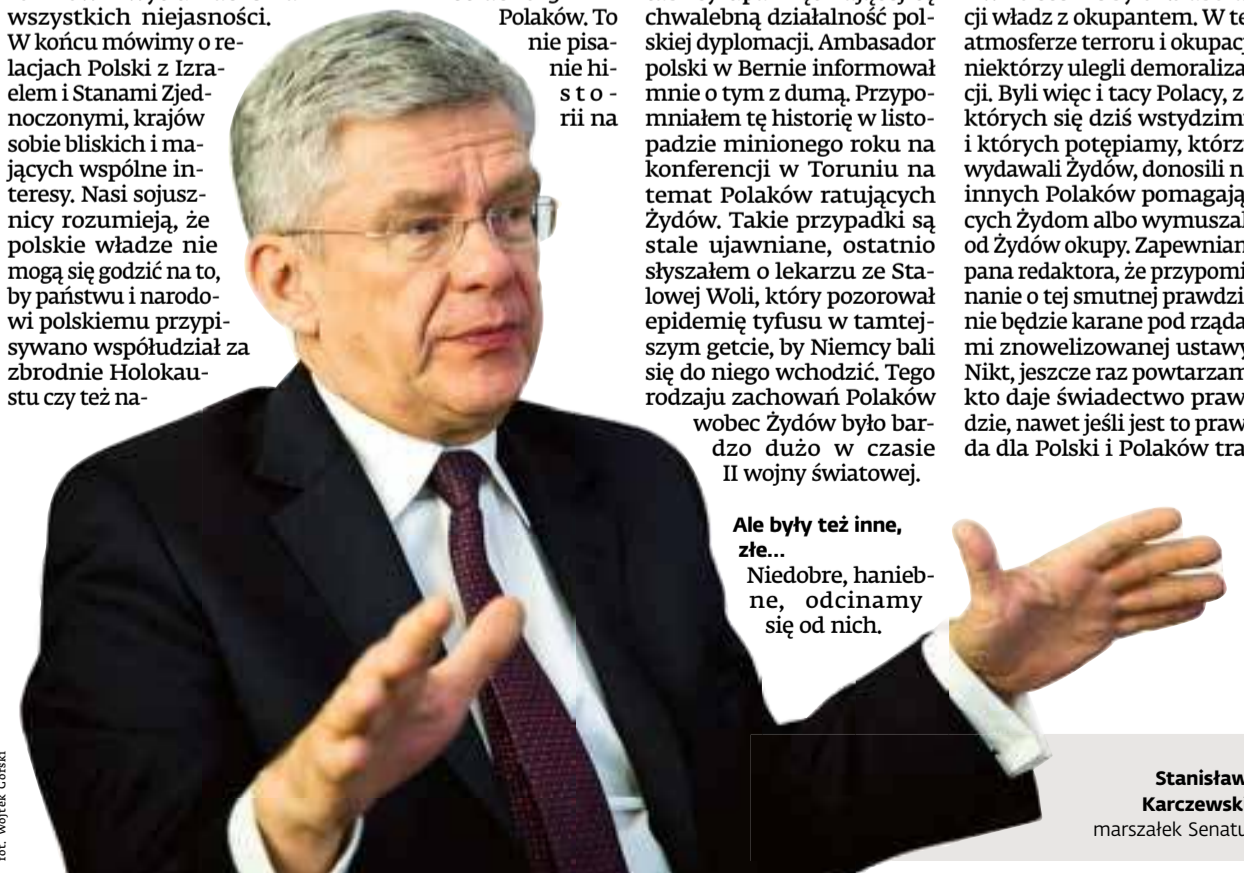 wszystkich niejasności.
W końcu mówimy o re-
lacjach Polski z Izra-
elem i Stanami Zjed-
noczonymi, krajów
sobie bliskich i ma-
jących wspólne in-
teresy. Nasi sojusz-
nicy rozumieją, że
polskie władze nie
mogą się godzić na to,
by państwu i narodo-
wi polskiemu przypi-
sywano współudział za
zbrodnie Holokau-
stu czy też na-
Polaków. To
nie pisa-
nie hi-
sto-
rii na
chwalebną działalność pol-
skiej dyplomacji. Ambasador
polski w Bernie informował
mnie o tym z dumą. Przypo-
mniałem tę historię w listo-
padzie minionego roku na
konferencji w Toruniu na
temat Polaków ratujących
Żydów. Takie przypadki są
stale ujawniane, ostatnio
słyszałem o lekarzu ze Sta-
lowej Woli, który pozorował
epidemię tyfusu w tamtej-
szym getcie, by Niemcy bali
się do niego wchodzić. Tego
rodzaju zachowań Polaków
wobec Żydów było bar-
dzo dużo w czasie
II wojny światowej.
Ale były też inne,
złe...
Niedobre, hanieb-
ne, odcinamy
się od nich.
cji władz z okupantem. W te
atmosferze terroru i okupacj
niektórzy ulegli demoraliza
cji. Byli więc i tacy Polacy, z
których się dziś wstydzimy
i których potępiamy, którzy
wydawali Żydów, donosili n
innych Polaków pomagają
cych Żydom albo wymuszal
od Żydów okupy. Zapewniam
pana redaktora, że przypomi
nanie o tej smutnej prawdzi
nie będzie karane pod rząda
mi znowelizowanej ustawy
Nikt, jeszcze raz powtarzam
kto daje świadectwo praw
dzie, nawet jeśli jest to praw
da dla Polski i Polaków tra
Stanisław
Karczewsk
marszałek Senatu
fot. Wojtek Górski